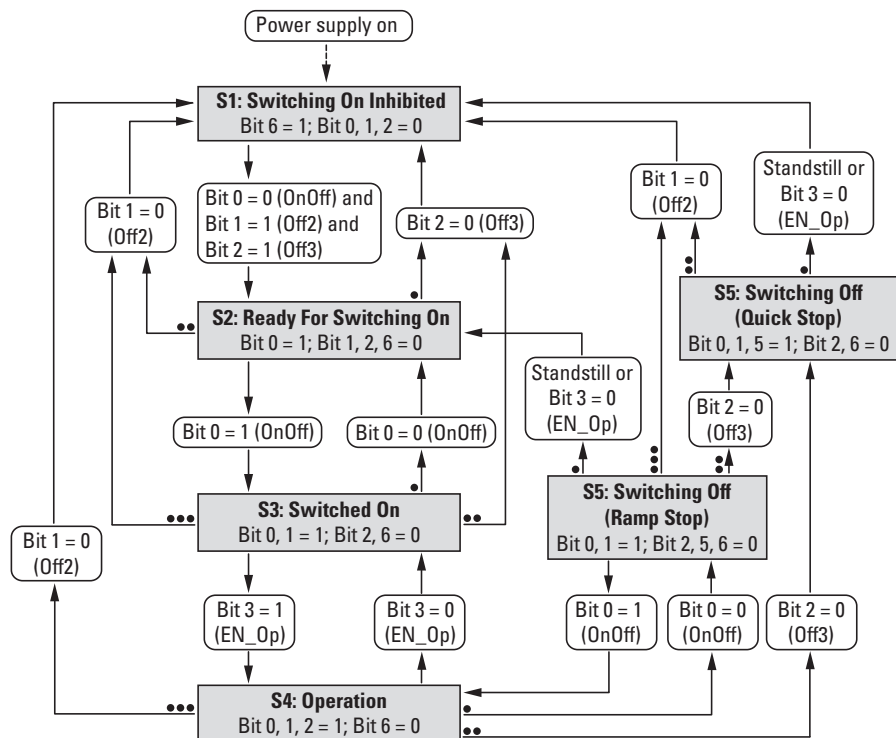 Power supply on
S1: Switching On Inhibited
Bit 6 = 1; Bit 0, 1, 2 = 0
Bit 1 = 0
(Off2)
Bit 0 = 0 (OnOff) and
Bit 1 = 1 (Off2) and
Bit 2 = 1 (Off3)
Bit 2 = 0 (Off3)
Bit 1 = 0
(Off2)
Standstill or
Bit 3 = 0
(EN_Op)
S2: Ready For Switching On
Bit 0 = 1; Bit 1, 2, 6 = 0
S5: Switching Off
(Quick Stop)
Bit 0, 1, 5 = 1; Bit 2, 6 = 0
Bit 0 = 1 (OnOff)
Bit 0 = 0 (OnOff)
Standstill or
Bit 3 = 0
(EN_Op)
Bit 2 = 0
(Off3)
S3: Switched On
Bit 0, 1 = 1; Bit 2, 6 = 0
S5: Switching Off
(Ramp Stop)
Bit 0, 1 = 1; Bit 2, 5, 6 = 0
Bit 1 = 0
(Off2)
Bit 3 = 1
(EN_Op)
Bit 3 = 0
(EN_Op)
Bit 0 = 1
(OnOff)
Bit 0 = 0
(OnOff)
Bit 2 = 0
(Off3)
S4: Operation
Bit 0, 1, 2 = 1; Bit 6 = 0